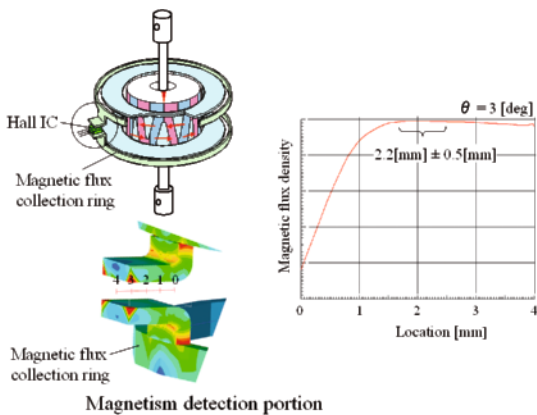 Hall IC
Magnetic flux
collection ring
4 3 2 1 0
Magnetic flux
collection ring
Magnetism detection portion
θ = 3 [deg]
2.2[mm] ± 0.5[mm]
Magnetic flux density
0 1 2 3 4
Location [mm]